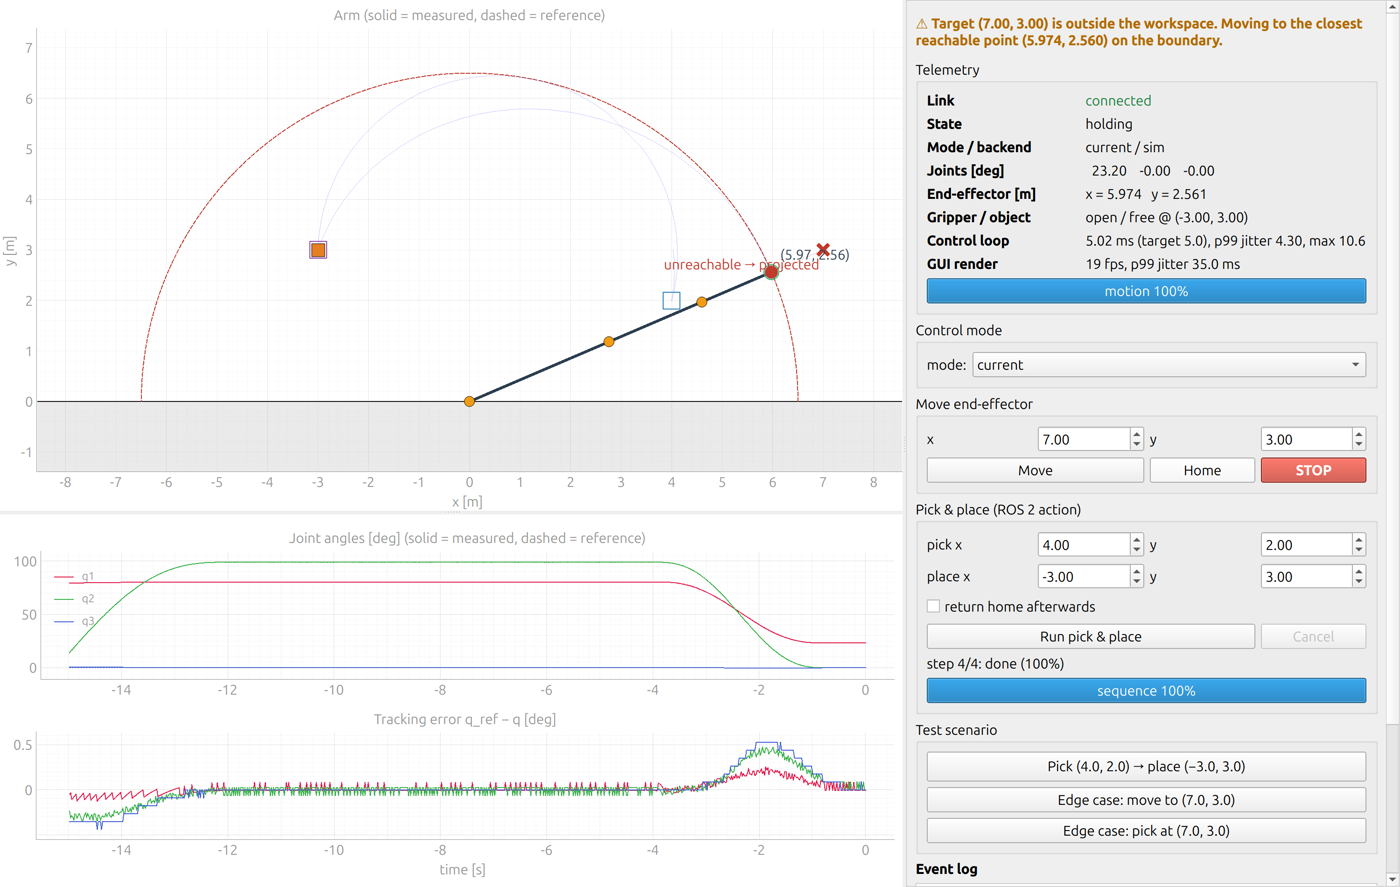 Arm (solid = measured, dashed = reference)
7
6
5
4
3
2
1
0
-1
y [m]
(5.97, 2.56)
unreachable → projected
-8 -7 -6 -5 -4 -3 -2 -1 0 1 2 3 4 5 6 7 8
x [m]
Joint angles [deg] (solid = measured, dashed = reference)
100
50
0
q1
q2
q3
-14 -12 -10 -8 -6 -4 -2 0
Tracking error q_ref – q [deg]
0.5
0
-14 -12 -10 -8 -6 -4 -2 0
time [s]
⚠ Target (7.00, 3.00) is outside the workspace. Moving to the closest
reachable point (5.974, 2.560) on the boundary.
Telemetry
Link connected
State holding
Mode / backend current / sim
Joints [deg] 23.20 -0.00 -0.00
End-effector [m] x = 5.974 y = 2.561
Gripper / object open / free @ (-3.00, 3.00)
Control loop 5.02 ms (target 5.0), p99 jitter 4.30, max 10.6
GUI render 19 fps, p99 jitter 35.0 ms
motion 100%
Control mode
mode: current
Move end-effector
x 7.00 y 3.00
Move Home STOP
Pick & place (ROS 2 action)
pick x 4.00 y 2.00
place x -3.00 y 3.00
return home afterwards
Run pick & place Cancel
step 4/4: done (100%)
sequence 100%
Test scenario
Pick (4.0, 2.0) → place (−3.0, 3.0)
Edge case: move to (7.0, 3.0)
Edge case: pick at (7.0, 3.0)
Event log